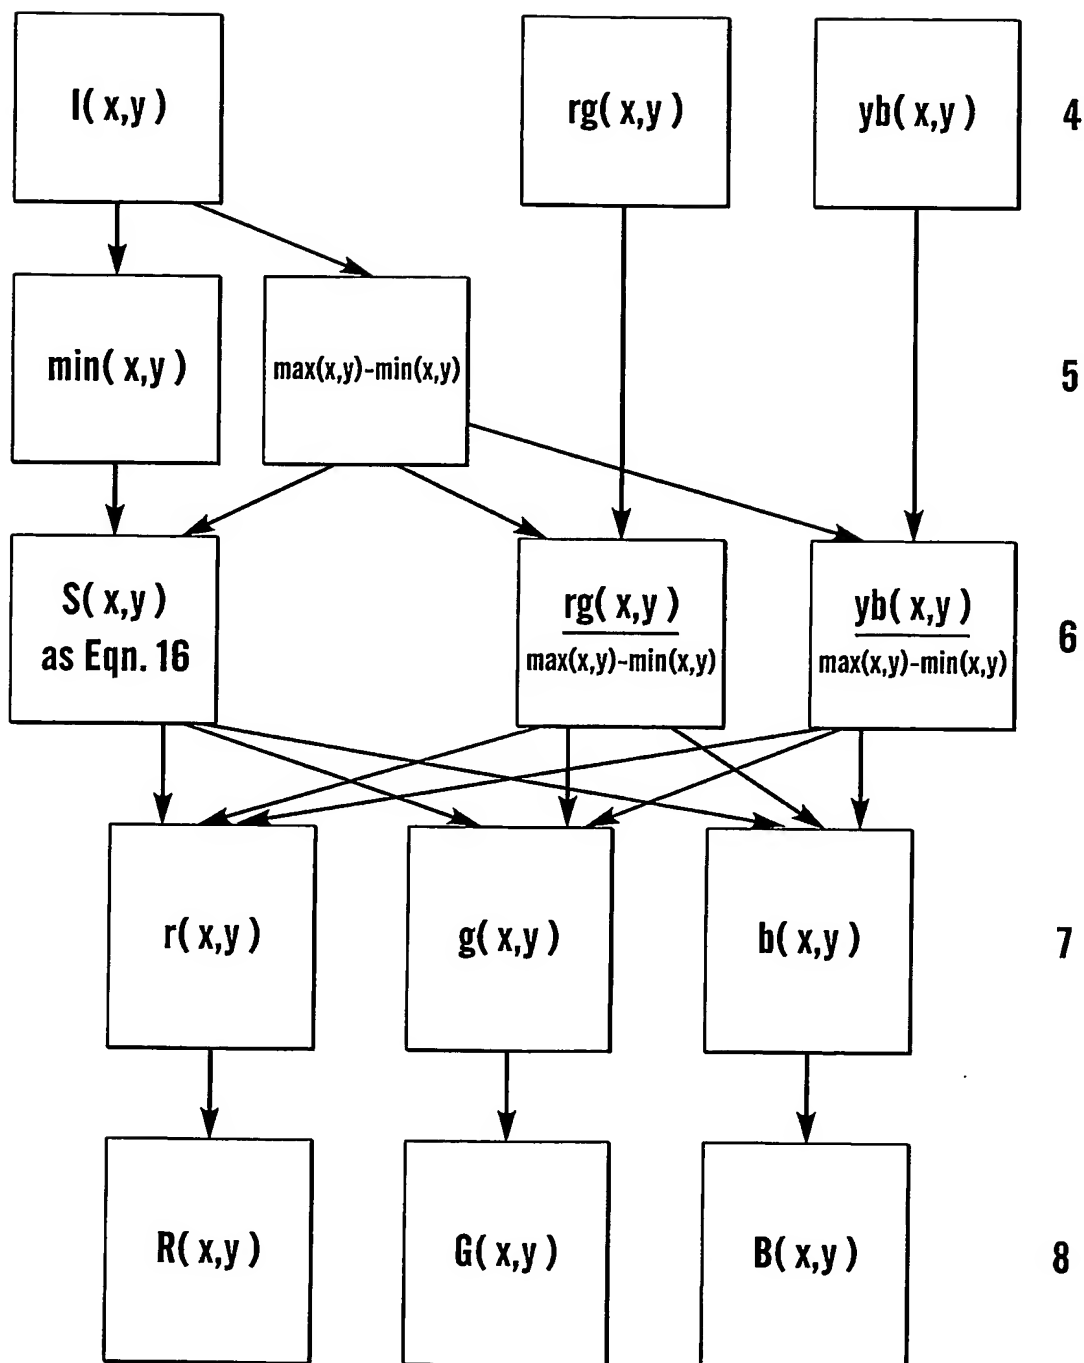 I( x,y )
rg( x,y )
yb( x,y )
4
min( x,y )
max(x,y)-min(x,y)
5
S( x,y )
as Eqn. 16
rg( x,y )
max(x,y)-min(x,y)
yb( x,y )
max(x,y)-min(x,y)
6
r( x,y )
g( x,y )
b( x,y )
7
R( x,y )
G( x,y )
B( x,y )
8